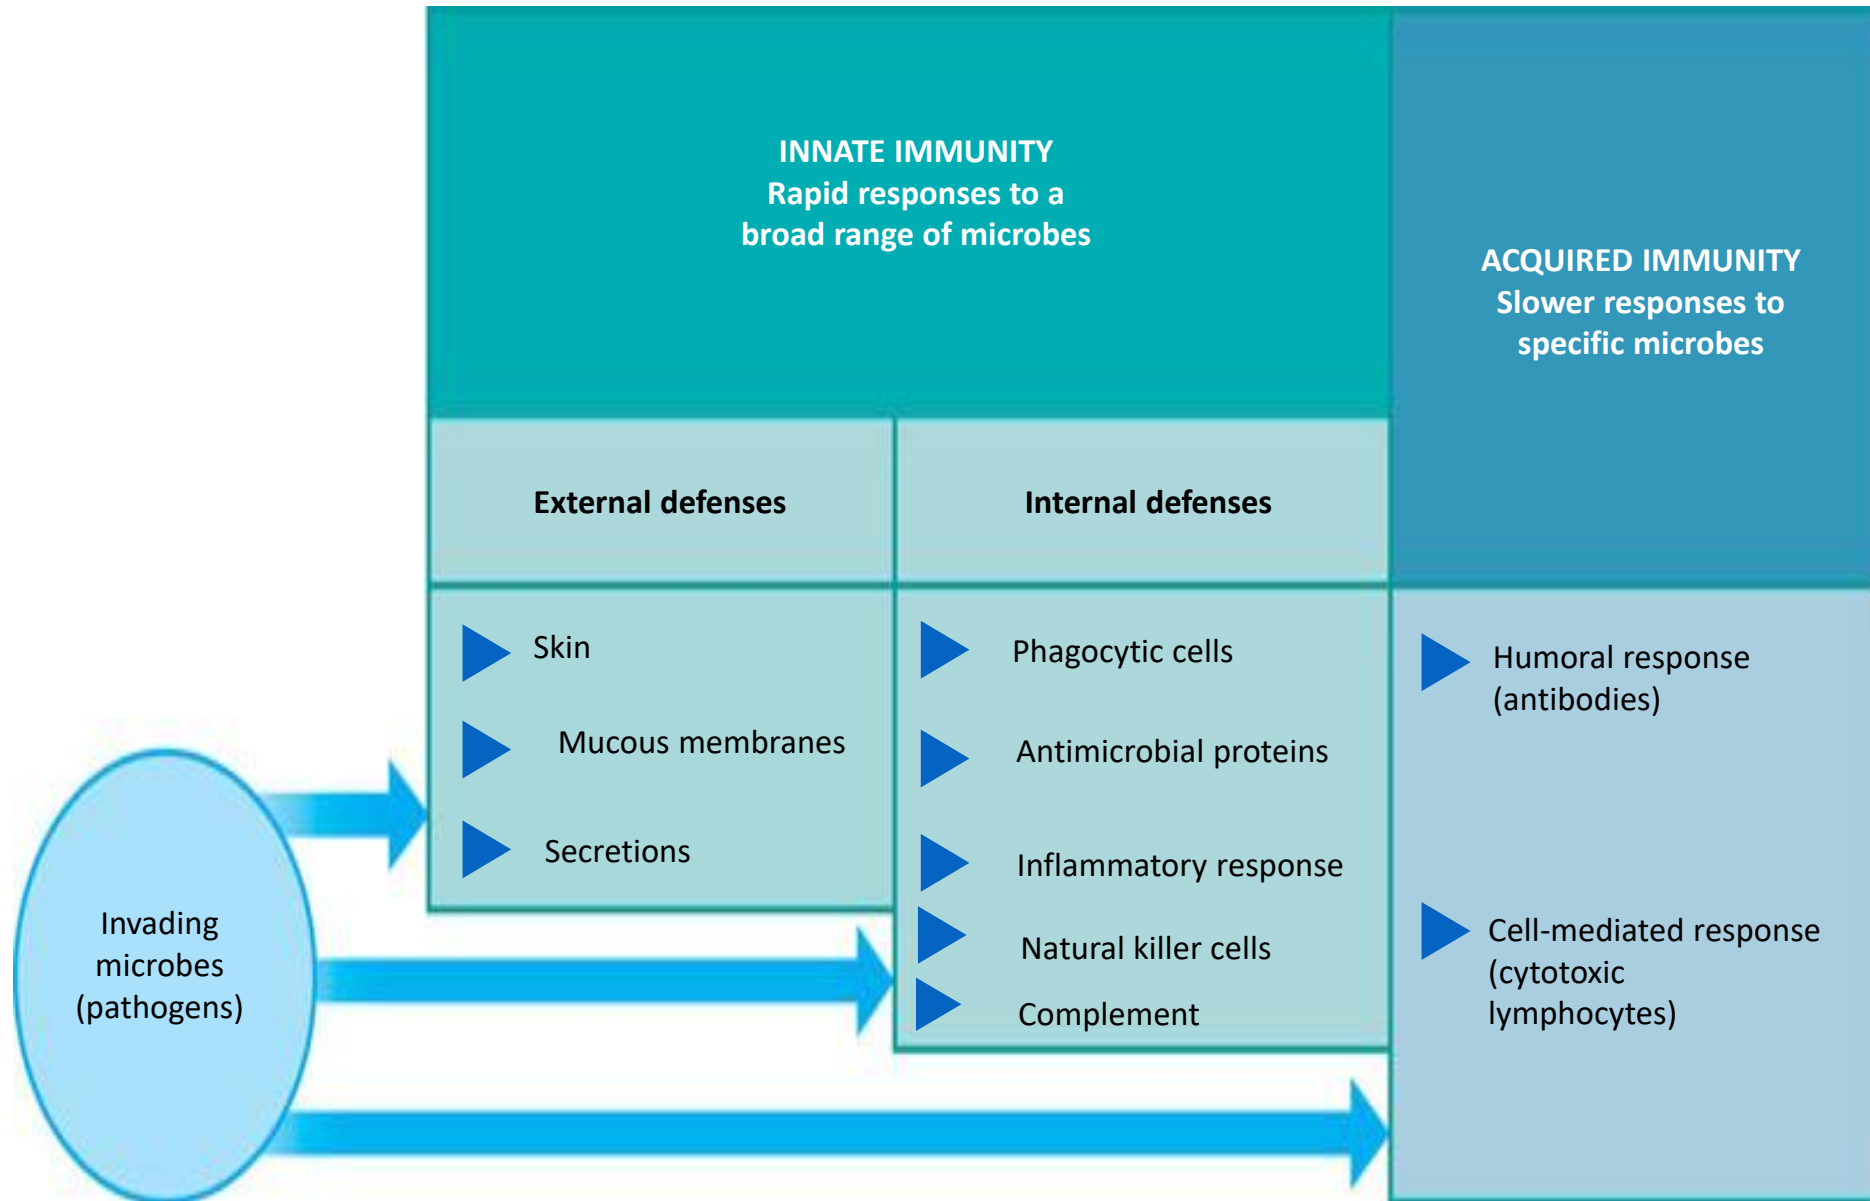 INNATE IMMUNITY
Rapid responses to a
broad range of microbes
ACQUIRED IMMUNITY
Slower responses to
specific microbes
External defenses
Internal defenses
Skin
Mucous membranes
Secretions
Phagocytic cells
Antimicrobial proteins
Inflammatory response
Natural killer cells
Complement
Humoral response
(antibodies)
Cell-mediated response
(cytotoxic
lymphocytes)
Invading
microbes
(pathogens)